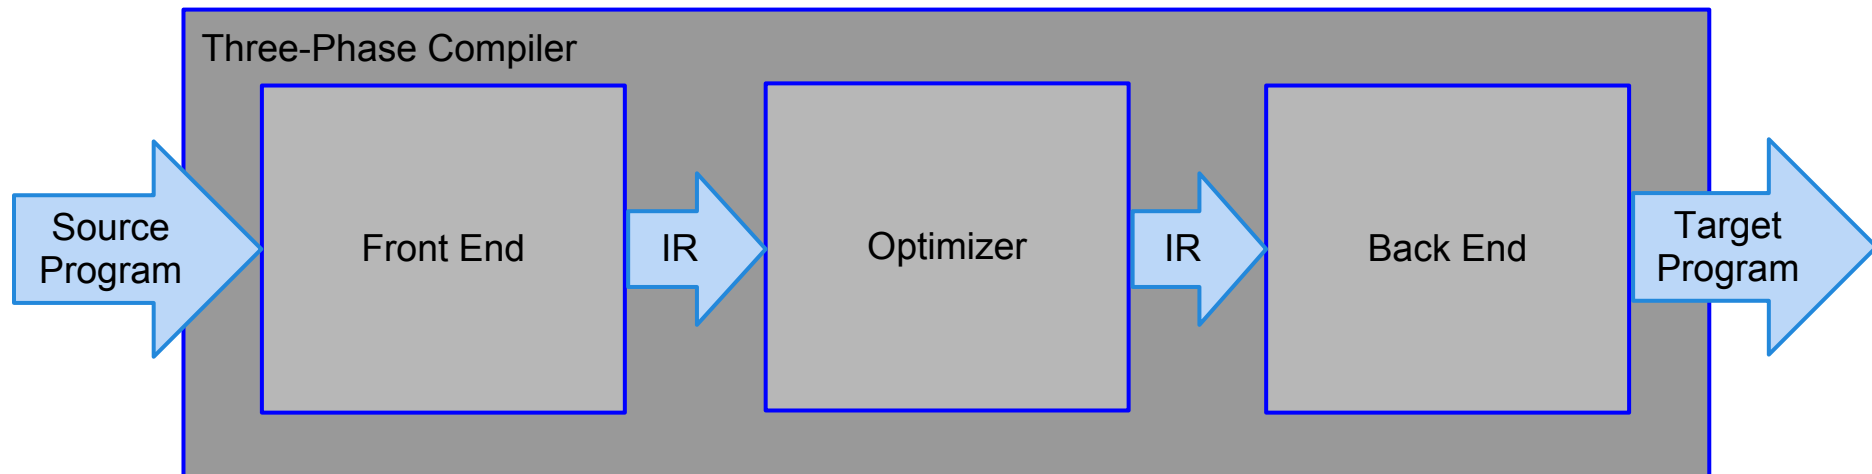 Three-Phase Compiler
Source
Program
Front End
IR
Optimizer
IR
Back End
Target
Program